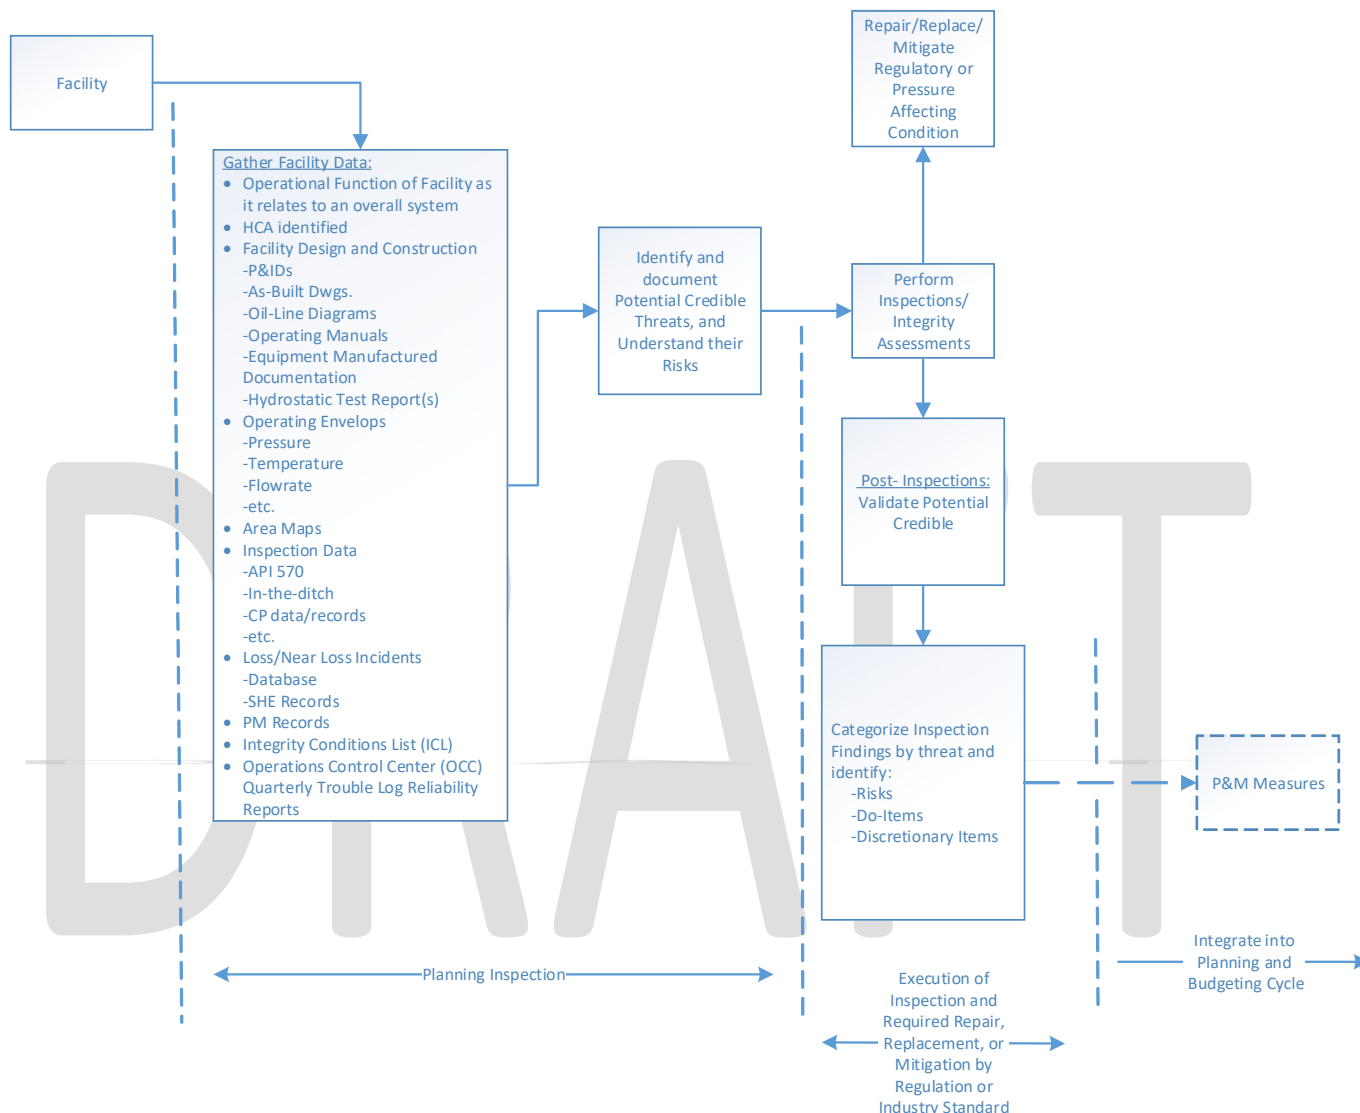 Facility
Repair/Replace/
Mitigate
Regulatory or
Pressure
Affecting
Condition
Gather Facility Data:
• Operational Function of Facility as
it relates to an overall system
• HCA identified
• Facility Design and Construction
-P&IDs
-As-Built Dwgs.
-Oil-Line Diagrams
-Operating Manuals
-Equipment Manufactured
Documentation
-Hydrostatic Test Report(s)
• Operating Envelops
-Pressure
-Temperature
-Flowrate
-etc.
• Area Maps
• Inspection Data
-API 570
-In-the-ditch
-CP data/records
-etc.
• Loss/Near Loss Incidents
-Database
-SHE Records
• PM Records
• Integrity Conditions List (ICL)
• Operations Control Center (OCC)
Quarterly Trouble Log Reliability
Reports
Identify and
document
Potential Credible
Threats, and
Understand their
Risks
Perform
Inspections/
Integrity
Assessments
Post- Inspections:
Validate Potential
Credible
Categorize Inspection
Findings by threat and
identify:
-Risks
-Do-Items
-Discretionary Items
P&M Measures
Planning Inspection
Execution of
Inspection and
Required Repair,
Replacement, or
Mitigation by
Regulation or
Industry Standard
Integrate into
Planning and
Budgeting Cycle
DRAFT